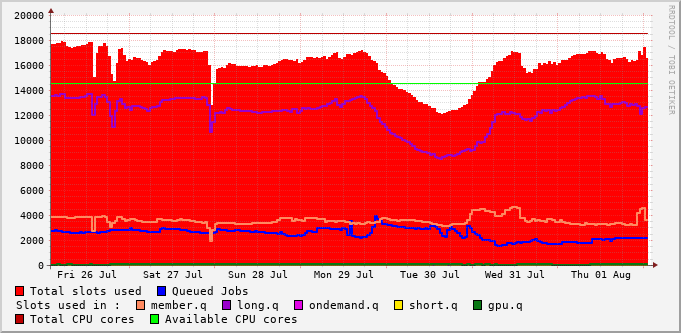 20000
18000
16000
14000
12000
10000
8000
6000
4000
2000
0
Fri 26 Jul Sat 27 Jul Sun 28 Jul Mon 29 Jul Tue 30 Jul Wed 31 Jul Thu 01 Aug
Total slots used Queued Jobs
Slots used in : member.q long.q ondemand.q short.q gpu.q
Total CPU cores Available CPU cores
RRDTOOL / TOBI OETIKER